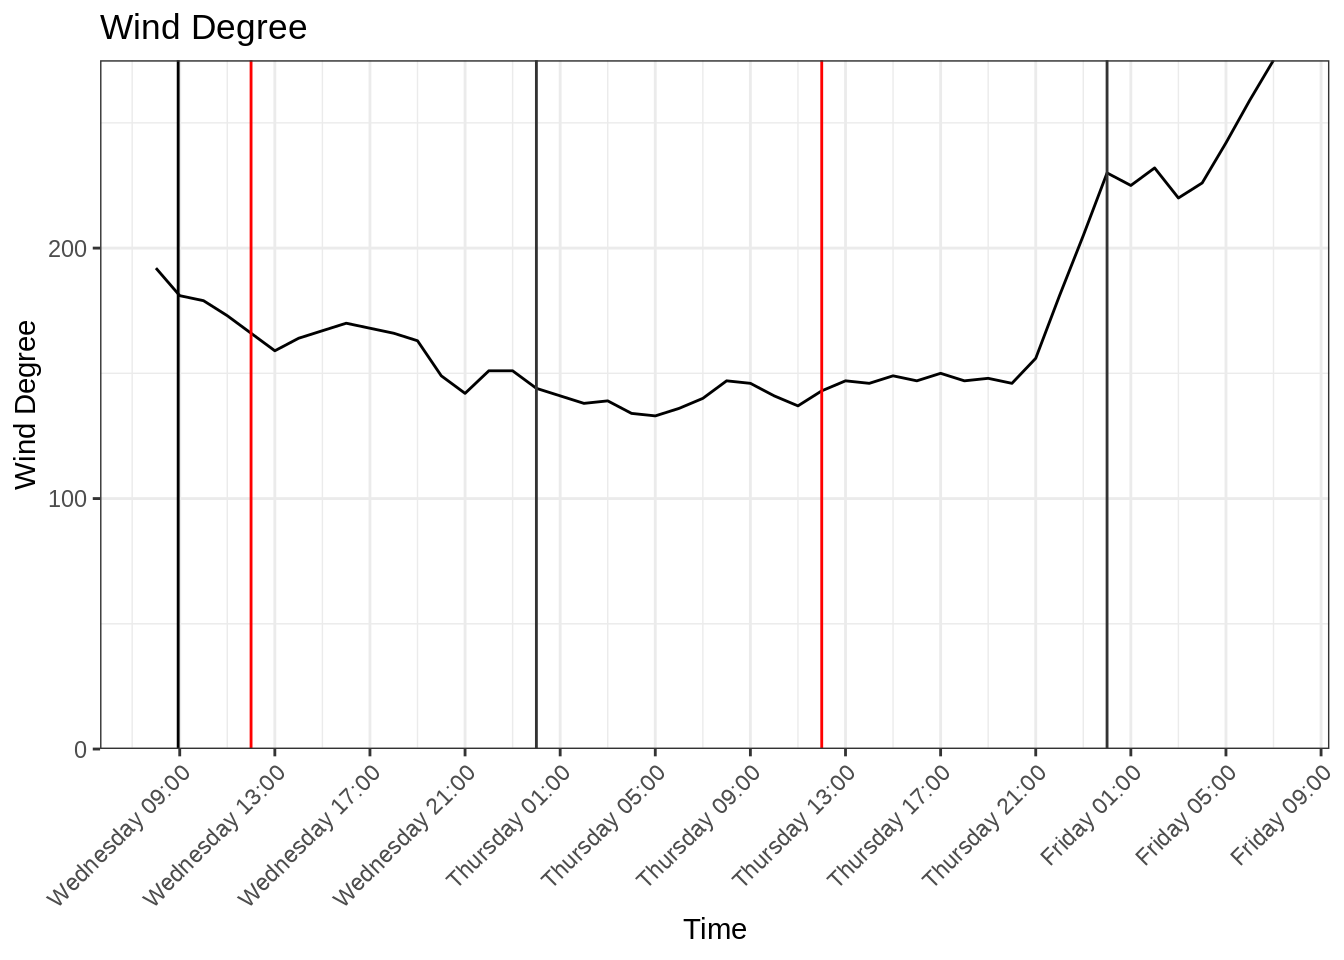 Wind Degree
Wind Degree
200
100
0
Wednesday 09:00
Wednesday 13:00
Wednesday 17:00
Wednesday 21:00
Thursday 01:00
Thursday 05:00
Thursday 09:00
Thursday 13:00
Thursday 17:00
Thursday 21:00
Friday 01:00
Friday 05:00
Friday 09:00
Time